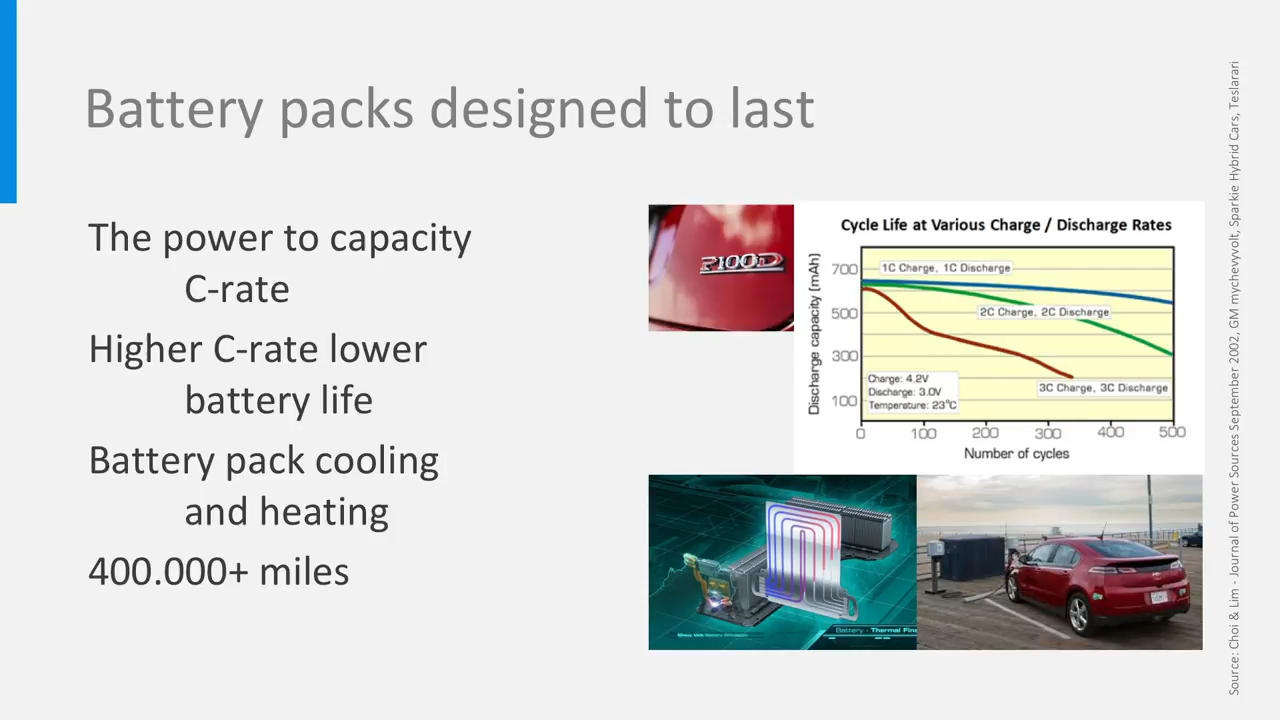 Battery packs designed to last
The power to capacity
C-rate
Higher C-rate lower
battery life
Battery pack cooling
and heating
400.000+ miles
P100D
Cycle Life at Various Charge / Discharge Rates
Discharge capacity (mAh)
700
500
300
100
1C Charge, 1C Discharge
2C Charge, 2C Discharge
3C Charge, 3C Discharge
Charge: 4.2V
Discharge: 3.0V
Temperature: 23°C
0 100 200 300 400 500
Number of cycles
Battery - Thermal Fins
Source: Choi & Lim - Journal of Power Sources September 2002, GM mychevyvolt, Sparkie Hybrid Cars, Teslarari